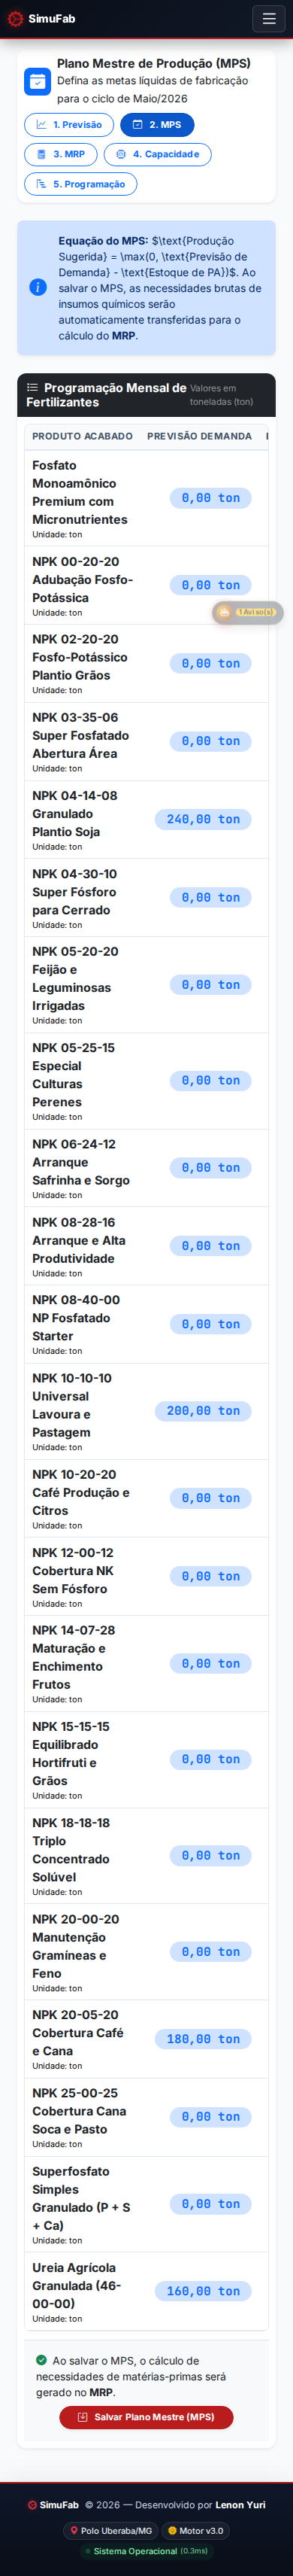 SimuFab
Plano Mestre de Produção (MPS)
Defina as metas líquidas de fabricação
para o ciclo de Maio/2026
1. Previsão
2. MPS
3. MRP
4. Capacidade
5. Programação
Equação do MPS: $\text{Produção
Sugerida} = \max(0, \text{Previsão de
Demanda} - \text{Estoque de PA})$. Ao
salvar o MPS, as necessidades brutas de
insumos químicos serão
automaticamente transferidas para o
cálculo do MRP.
Programação Mensal de
Fertilizantes
Valores em
toneladas (ton)
PRODUTO ACABADO
PREVISÃO DEMANDA
Fosfato
Monoamônico
Premium com
Micronutrientes
Unidade: ton
0,00 ton
NPK 00-20-20
Adubação Fosfo-
Potássica
Unidade: ton
0,00 ton
1 Aviso(s)
NPK 02-20-20
Fosfo-Potássico
Plantio Grãos
Unidade: ton
0,00 ton
NPK 03-35-06
Super Fosfatado
Abertura Área
Unidade: ton
0,00 ton
NPK 04-14-08
Granulado
Plantio Soja
Unidade: ton
240,00 ton
NPK 04-30-10
Super Fósforo
para Cerrado
Unidade: ton
0,00 ton
NPK 05-20-20
Feijão e
Leguminosas
Irrigadas
Unidade: ton
0,00 ton
NPK 05-25-15
Especial
Culturas
Perenes
Unidade: ton
0,00 ton
NPK 06-24-12
Arranque
Safrinha e Sorgo
Unidade: ton
0,00 ton
NPK 08-28-16
Arranque e Alta
Produtividade
Unidade: ton
0,00 ton
NPK 08-40-00
NP Fosfatado
Starter
Unidade: ton
0,00 ton
NPK 10-10-10
Universal
Lavoura e
Pastagem
Unidade: ton
200,00 ton
NPK 10-20-20
Café Produção e
Citros
Unidade: ton
0,00 ton
NPK 12-00-12
Cobertura NK
Sem Fósforo
Unidade: ton
0,00 ton
NPK 14-07-28
Maturação e
Enchimento
Frutos
Unidade: ton
0,00 ton
NPK 15-15-15
Equilibrado
Hortifruti e
Grãos
Unidade: ton
0,00 ton
NPK 18-18-18
Triplo
Concentrado
Solúvel
Unidade: ton
0,00 ton
NPK 20-00-20
Manutenção
Gramíneas e
Feno
Unidade: ton
0,00 ton
NPK 20-05-20
Cobertura Café
e Cana
Unidade: ton
180,00 ton
NPK 25-00-25
Cobertura Cana
Soca e Pasto
Unidade: ton
0,00 ton
Superfosfato
Simples
Granulado (P + S
+ Ca)
Unidade: ton
0,00 ton
Ureia Agrícola
Granulada (46-
00-00)
Unidade: ton
160,00 ton
Ao salvar o MPS, o cálculo de
necessidades de matérias-primas será
gerado no MRP.
Salvar Plano Mestre (MPS)
SimuFab © 2026 — Desenvolvido por Lenon Yuri
Polo Uberaba/MG
Motor v3.0
Sistema Operacional (0.3ms)